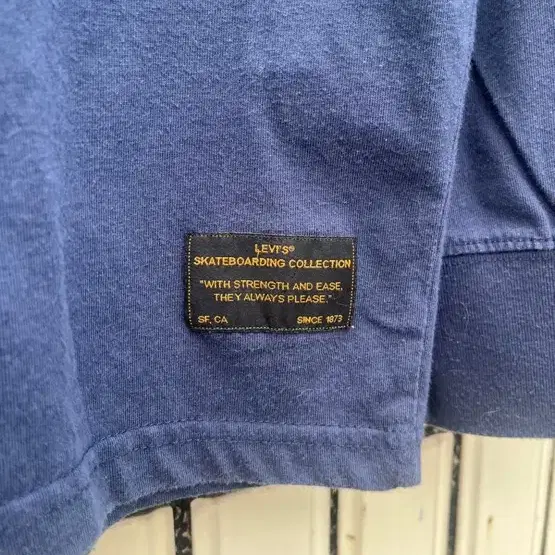 LEVI'S®
SKATEBOARDING COLLECTION
"WITH STRENGTH AND EASE,
THEY ALWAYS PLEASE."
SF, CA SINCE 1873